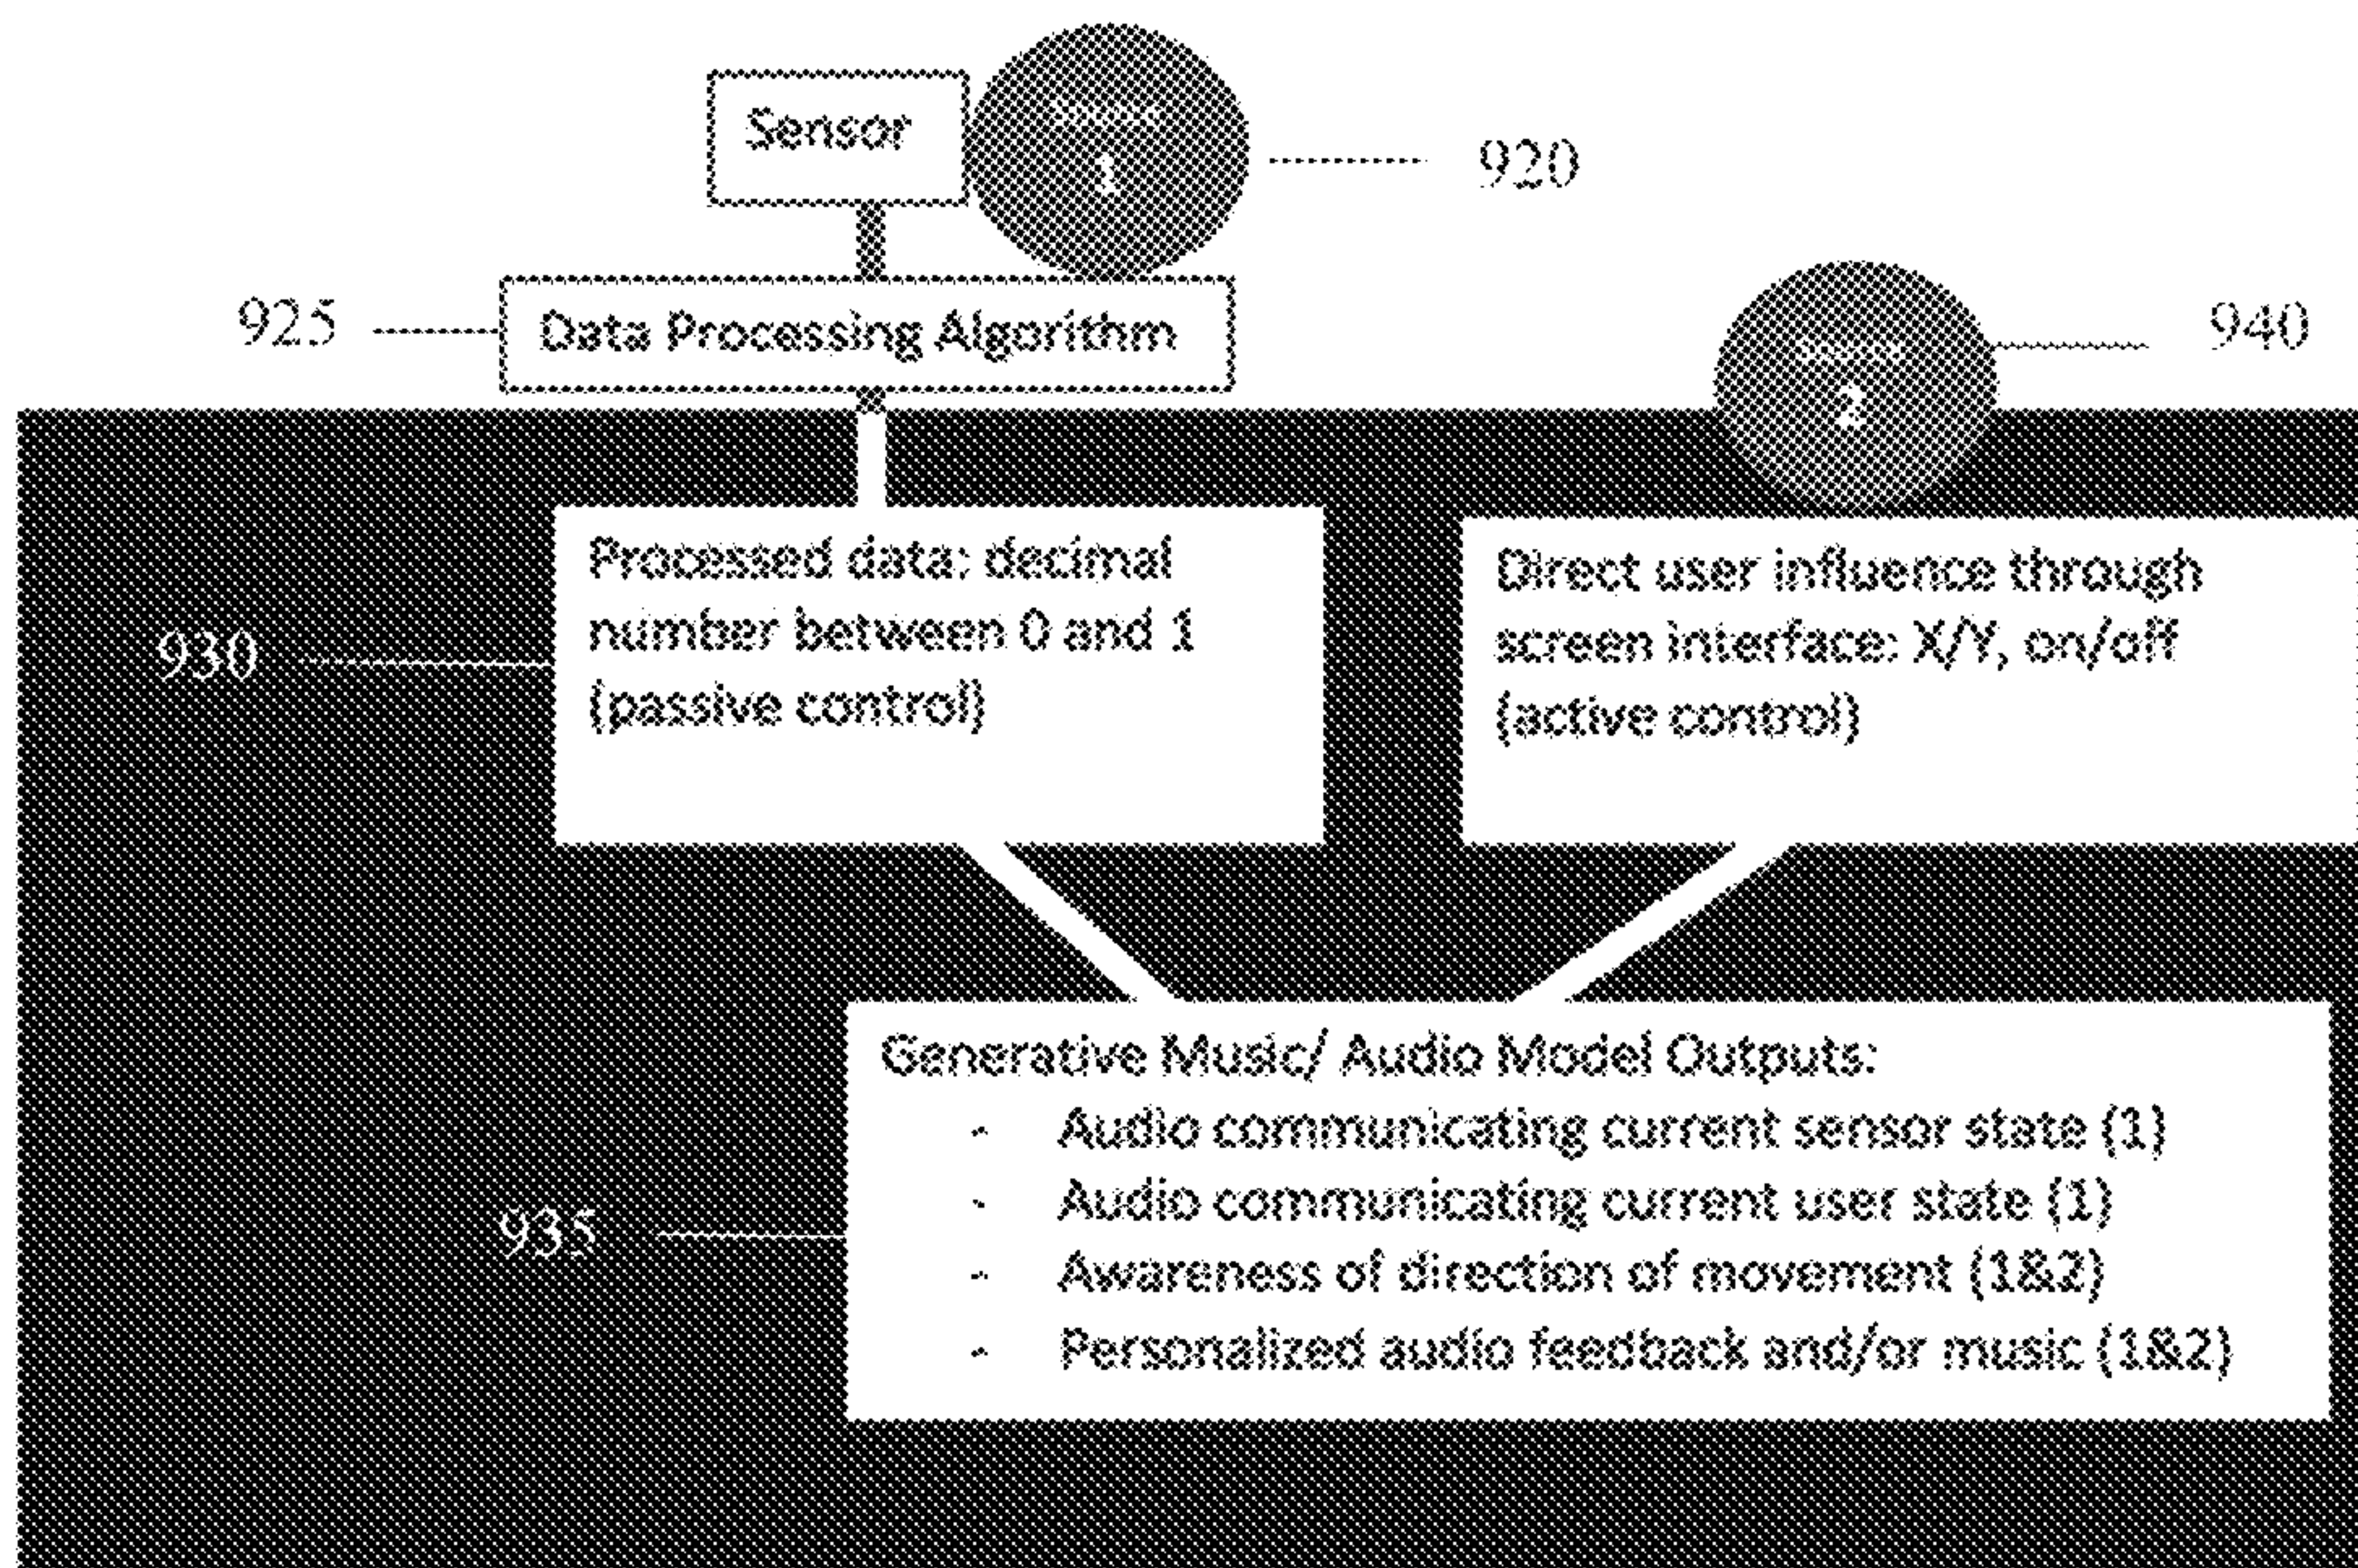 Sensor
1
920
925
Data Processing Algorithm
2
940
Processed data: decimal
number between 0 and 1
(passive control)
930
Direct user influence through
screen interface: X/Y, on/off
(active control)
Generative Music/ Audio Model Outputs:
- Audio communicating current sensor state (1)
- Audio communicating current user state (1)
- Awareness of direction of movement (1&2)
- Personalized audio feedback and/or music (1&2)
935